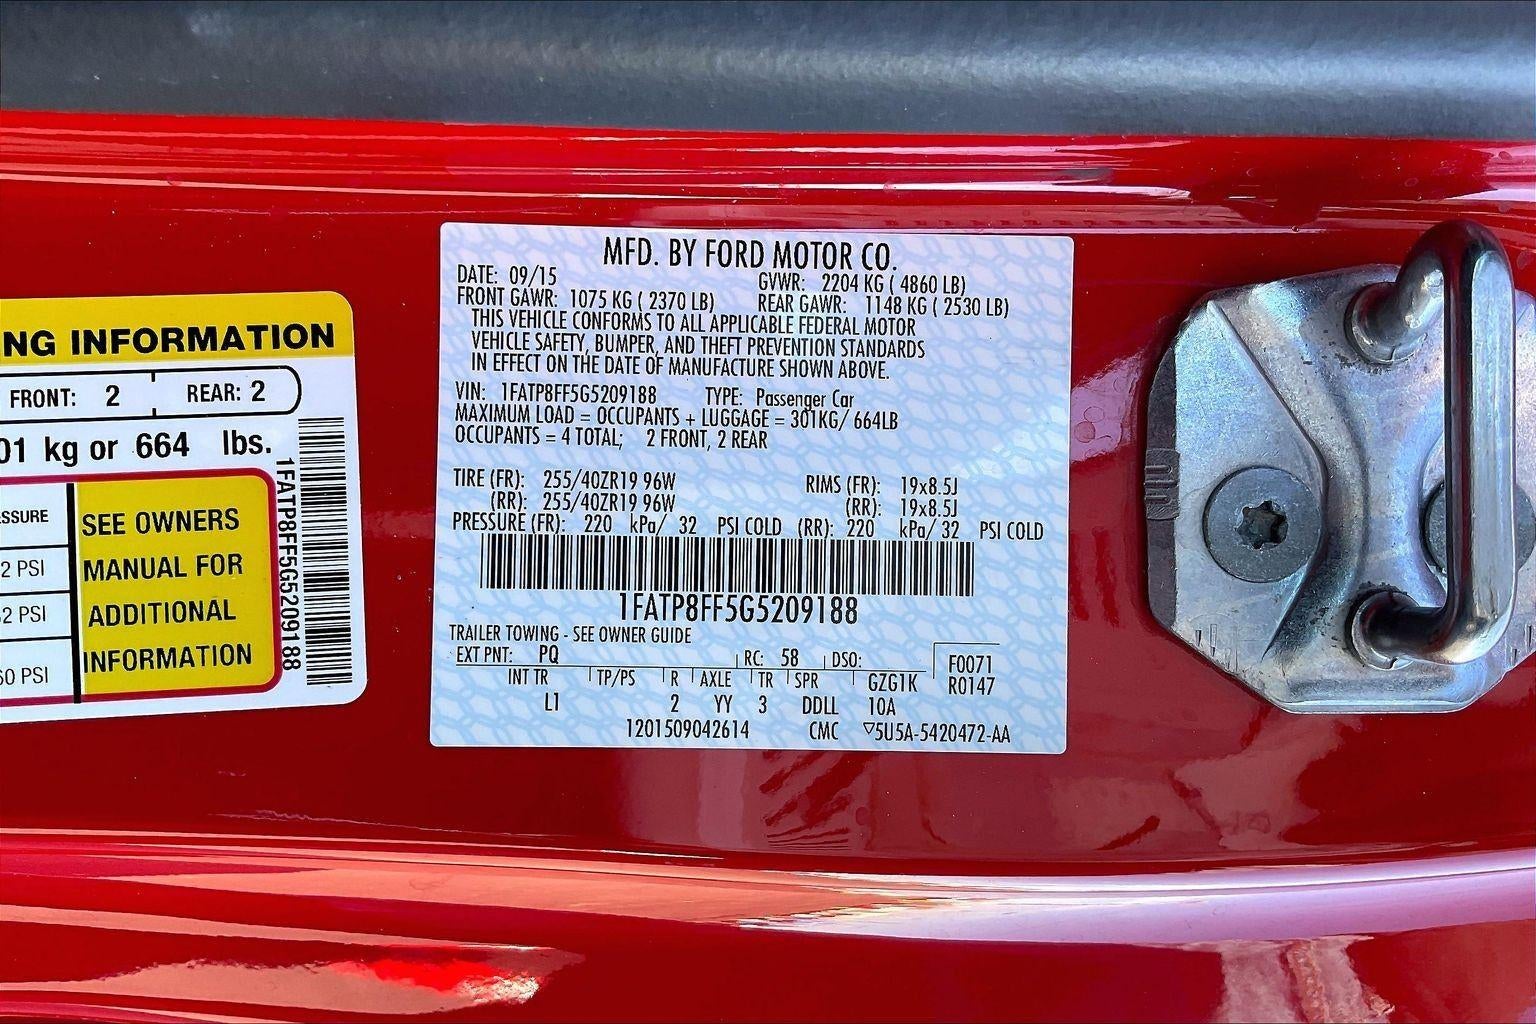 NG INFORMATION
FRONT: 2 REAR: 2
01 kg or 664 lbs.
SSURE
2 PSI
2 PSI
60 PSI
SEE OWNERS
MANUAL FOR
ADDITIONAL
INFORMATION
1FATP8FF5G5209188
MFD. BY FORD MOTOR CO.
DATE: 09/15 GVWR: 2204 KG ( 4860 LB)
FRONT GAWR: 1075 KG ( 2370 LB) REAR GAWR: 1148 KG ( 2530 LB)
THIS VEHICLE CONFORMS TO ALL APPLICABLE FEDERAL MOTOR
VEHICLE SAFETY, BUMPER, AND THEFT PREVENTION STANDARDS
IN EFFECT ON THE DATE OF MANUFACTURE SHOWN ABOVE.
VIN: 1FATP8FF5G5209188 TYPE: Passenger Car
MAXIMUM LOAD = OCCUPANTS + LUGGAGE = 301KG/ 664LB
OCCUPANTS = 4 TOTAL; 2 FRONT, 2 REAR
TIRE (FR): 255/40ZR19 96W RIMS (FR): 19x8.5J
(RR): 255/40ZR19 96W (RR): 19x8.5J
PRESSURE (FR): 220 kPa/ 32 PSI COLD (RR): 220 kPa/ 32 PSI COLD
1FATP8FF5G5209188
TRAILER TOWING - SEE OWNER GUIDE
EXT PNT: PQ RC: 58 DSO: F0071
INT TR TP/PS R AXLE TR SPR GZG1K R0147
L1 2 YY 3 DDLL 10A
1201509042614 CMC ▽5U5A-5420472-AA